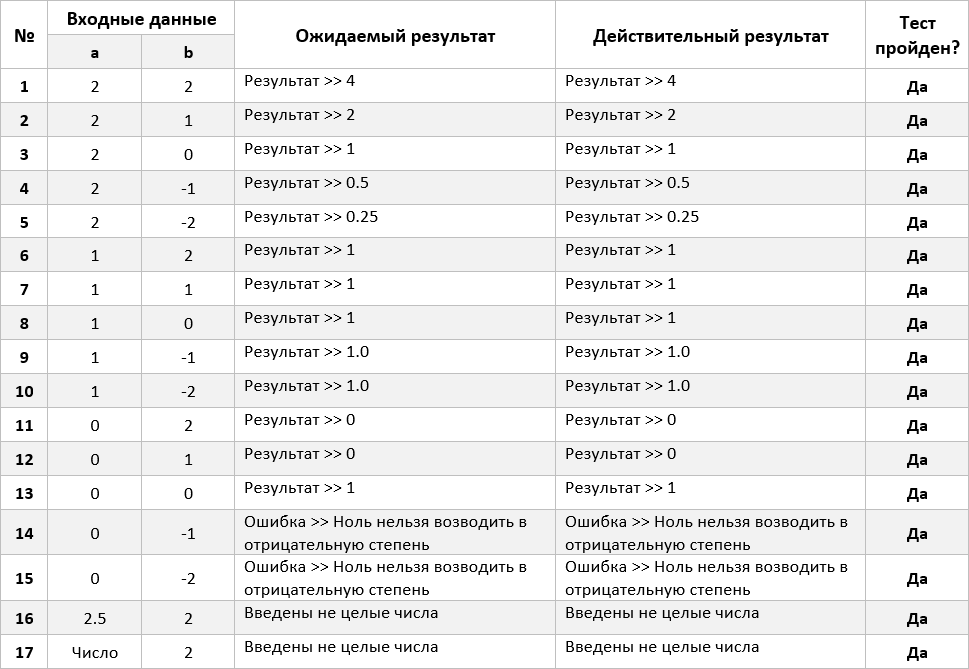 № Входные данные Ожидаемый результат Действительный результат Тест
пройден?
a b
1 2 2 Результат >> 4 Результат >> 4 Да
2 2 1 Результат >> 2 Результат >> 2 Да
3 2 0 Результат >> 1 Результат >> 1 Да
4 2 -1 Результат >> 0.5 Результат >> 0.5 Да
5 2 -2 Результат >> 0.25 Результат >> 0.25 Да
6 1 2 Результат >> 1 Результат >> 1 Да
7 1 1 Результат >> 1 Результат >> 1 Да
8 1 0 Результат >> 1 Результат >> 1 Да
9 1 -1 Результат >> 1.0 Результат >> 1.0 Да
10 1 -2 Результат >> 1.0 Результат >> 1.0 Да
11 0 2 Результат >> 0 Результат >> 0 Да
12 0 1 Результат >> 0 Результат >> 0 Да
13 0 0 Результат >> 1 Результат >> 1 Да
14 0 -1 Ошибка >> Ноль нельзя возводить в Ошибка >> Ноль нельзя возводить в Да
отрицательную степень отрицательную степень
15 0 -2 Ошибка >> Ноль нельзя возводить в Ошибка >> Ноль нельзя возводить в Да
отрицательную степень отрицательную степень
16 2.5 2 Введены не целые числа Введены не целые числа Да
17 Число 2 Введены не целые числа Введены не целые числа Да